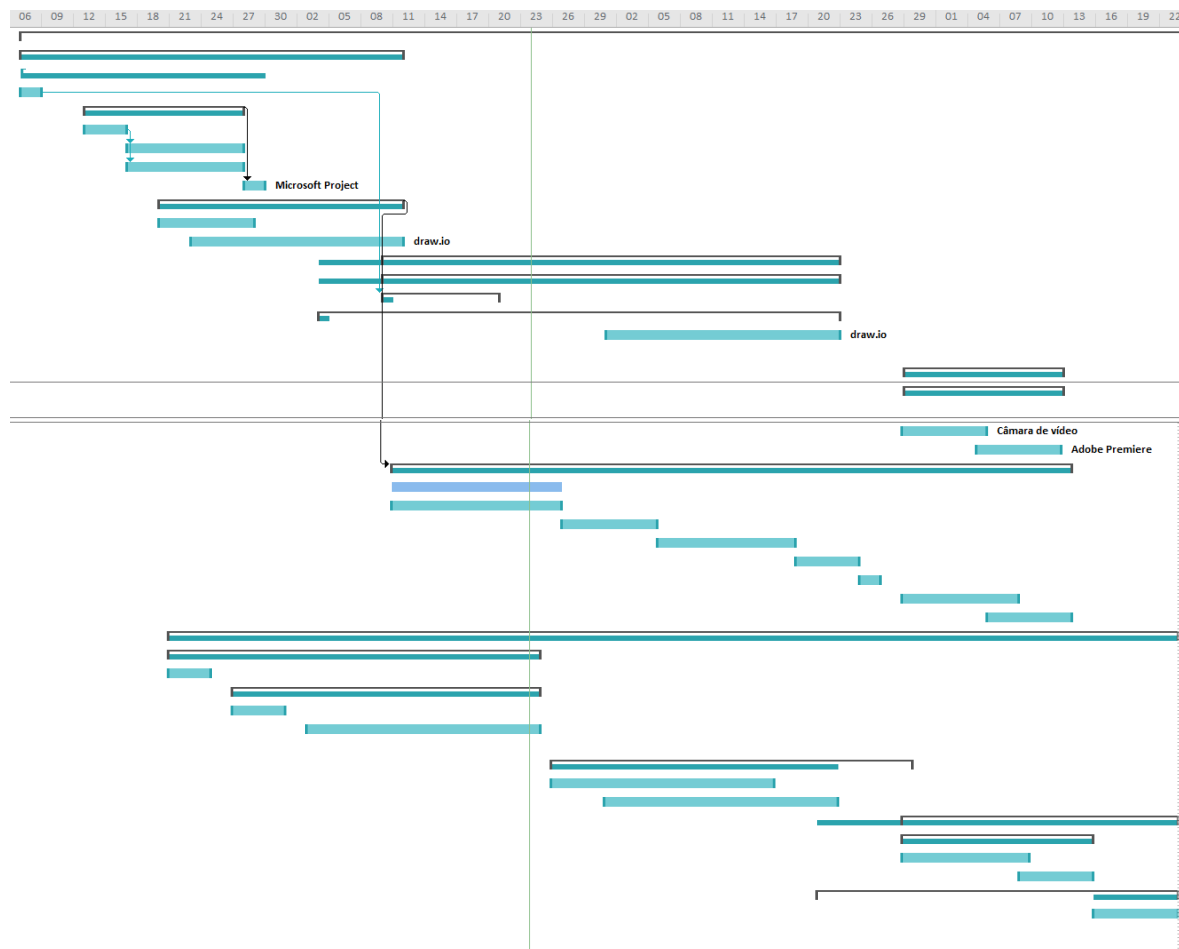 06 09 12 15 18 21 24 27 30 02 05 08 11 14 17 20 23 26 29 02 05 08 11 14 17 20 23 26 29 01 04 07 10 13 16 19 22
Microsoft Project
draw.io
draw.io
Câmara de vídeo
Adobe Premiere